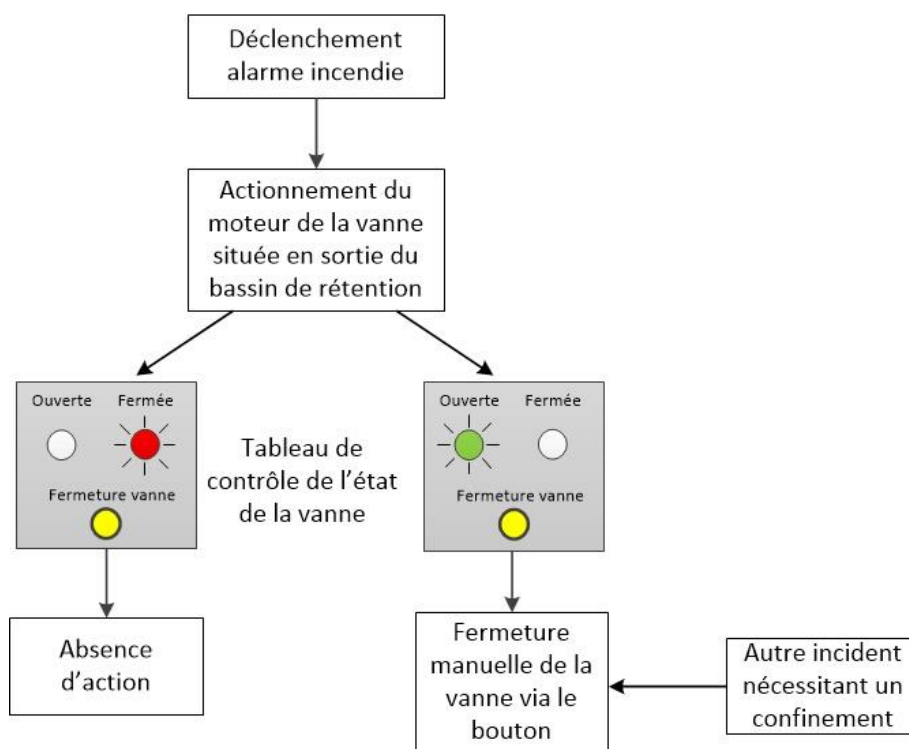 Déclenchement
alarme incendie
Actionnement du
moteur de la vanne
située en sortie du
bassin de rétention
Ouverte Fermée
Fermeture vanne
Tableau de
contrôle de l’état
de la vanne
Ouverte Fermée
Fermeture vanne
Absence
d’action
Fermeture
manuelle de la
vanne via le
bouton
Autre incident
nécessitant un
confinement